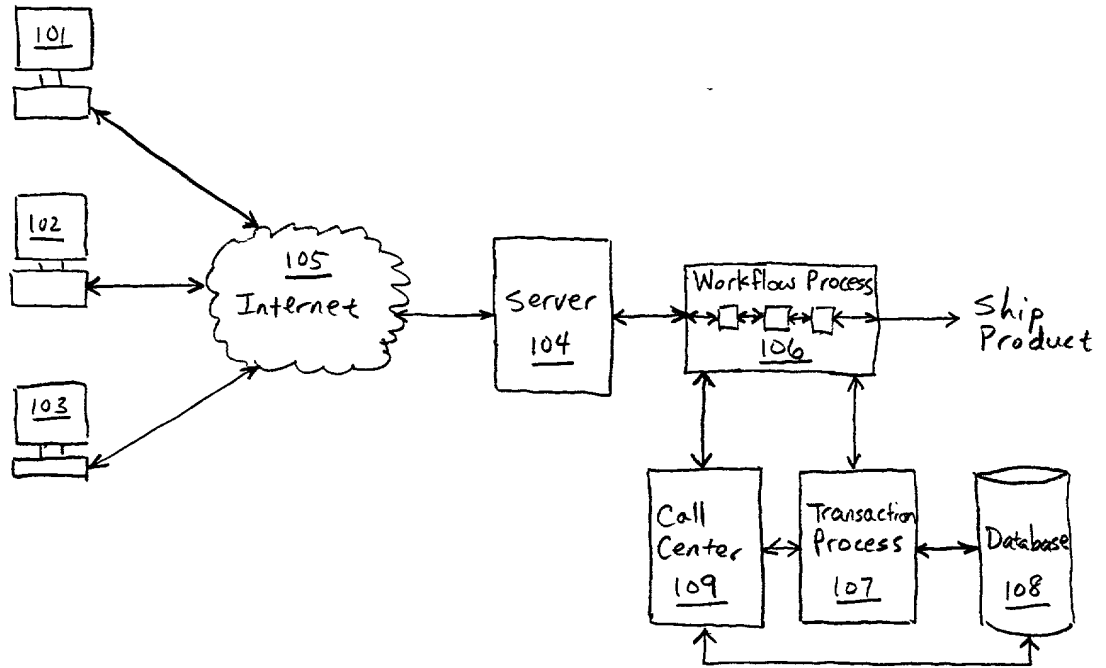 101
102
103
105
Internet
Server
104
Workflow Process
106
Ship
Product
Call
Center
109
Transaction
Process
107
Database
108